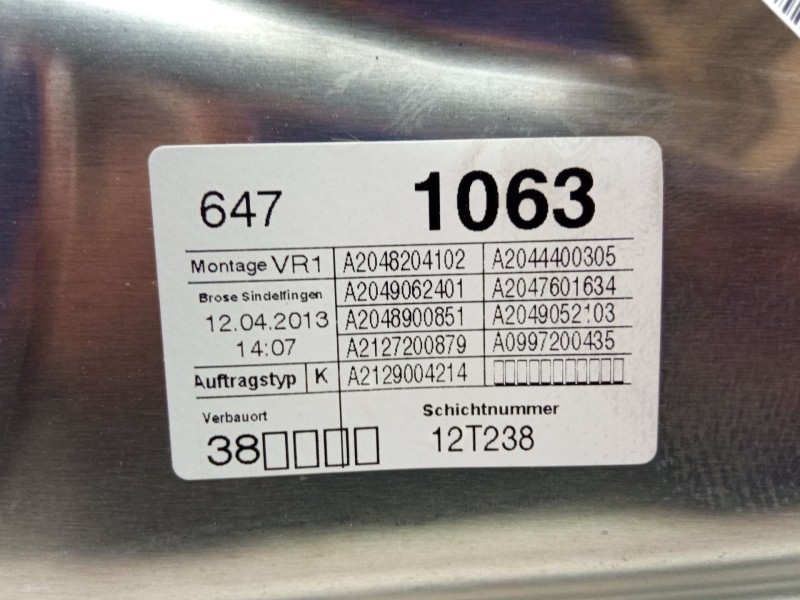 647 1063
Montage VR1 A2048204102 A2044400305
Brose Sindelfingen A2049062401 A2047601634
12.04.2013 A2048900851 A2049052103
14:07 A2127200879 A0997200435
Auftragstyp K A2129004214 ▯▯▯▯▯▯▯▯▯▯▯
Verbauort Schichtnummer
38▯▯▯▯ 12T238